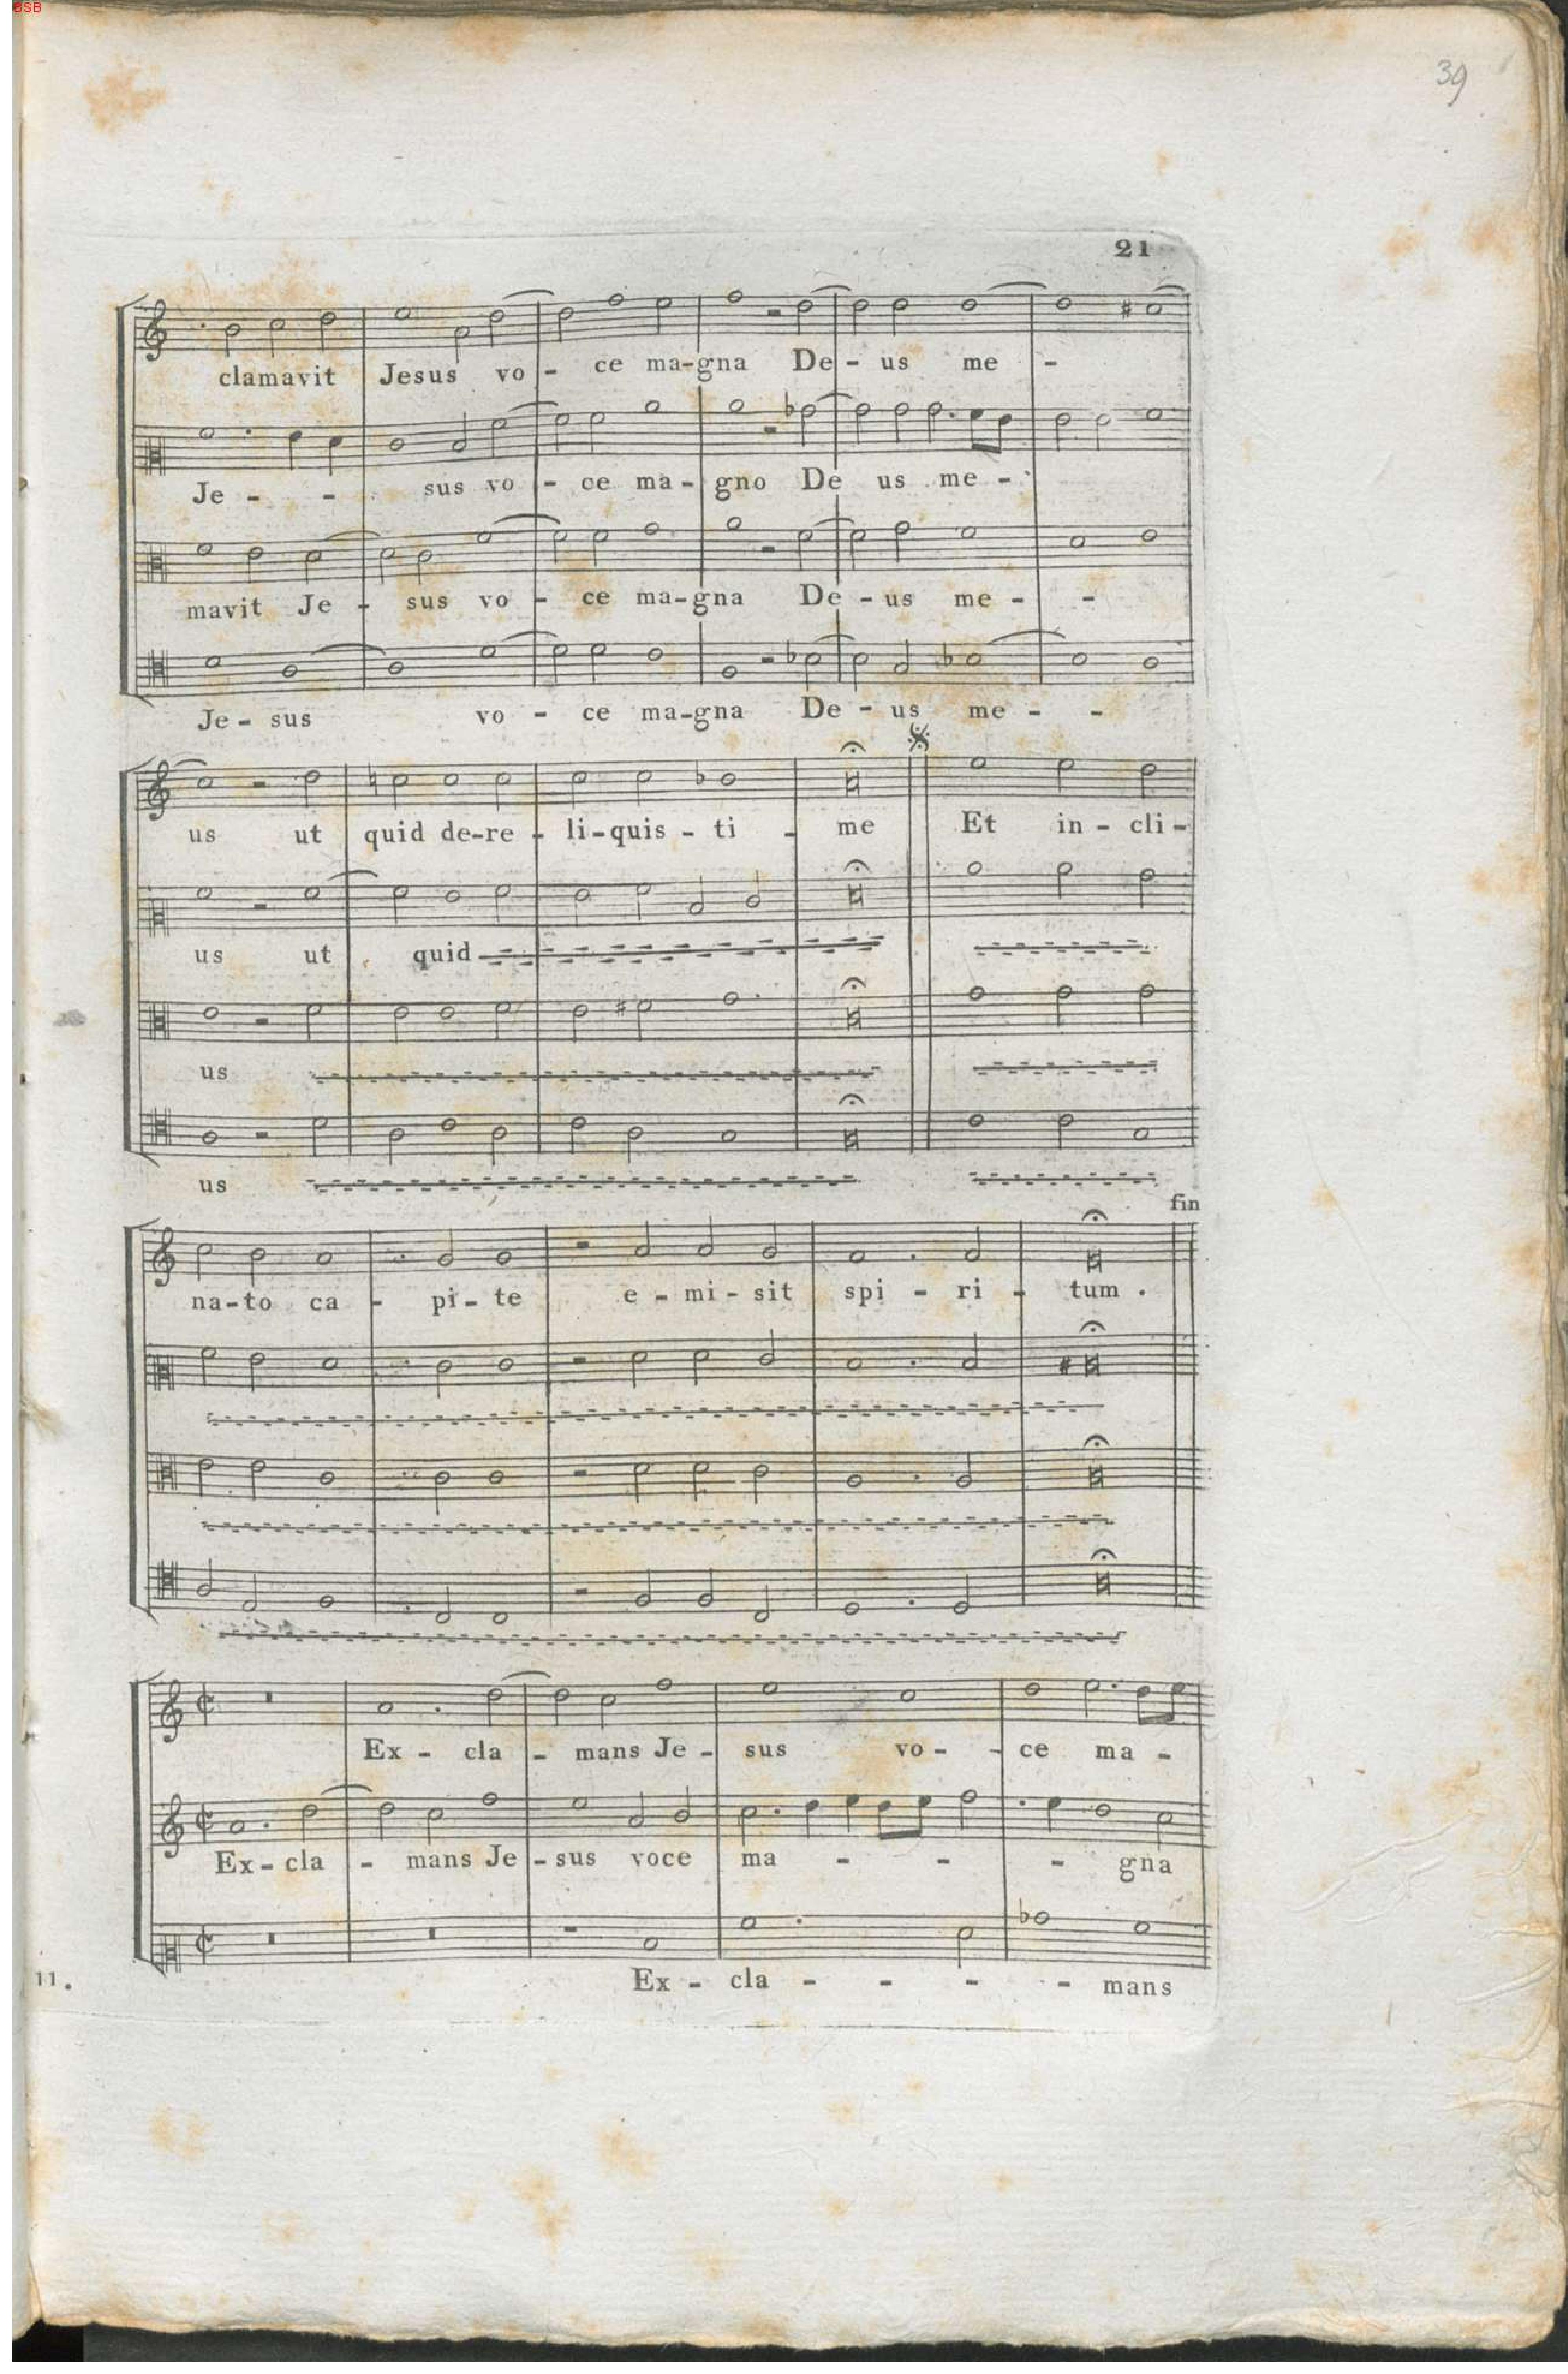 BSB
39
21
clamavit Jesus vo - ce ma-gna De - us me -
Je - - sus vo - ce ma - gno De us me -
mavit Je - sus vo - ce ma-gna De - us me - -
Je - sus vo - ce ma-gna De - us me - -
us ut quid de-re - li-quis - ti - me Et in - cli -
us ut quid
us
us
fin
na-to ca - pi - te e - mi - sit spi - ri - tum .
Ex - cla - mans Je - sus vo - - ce ma -
Ex - cla - mans Je - sus voce ma - - - gna
Ex - cla - - - - mans
11 .